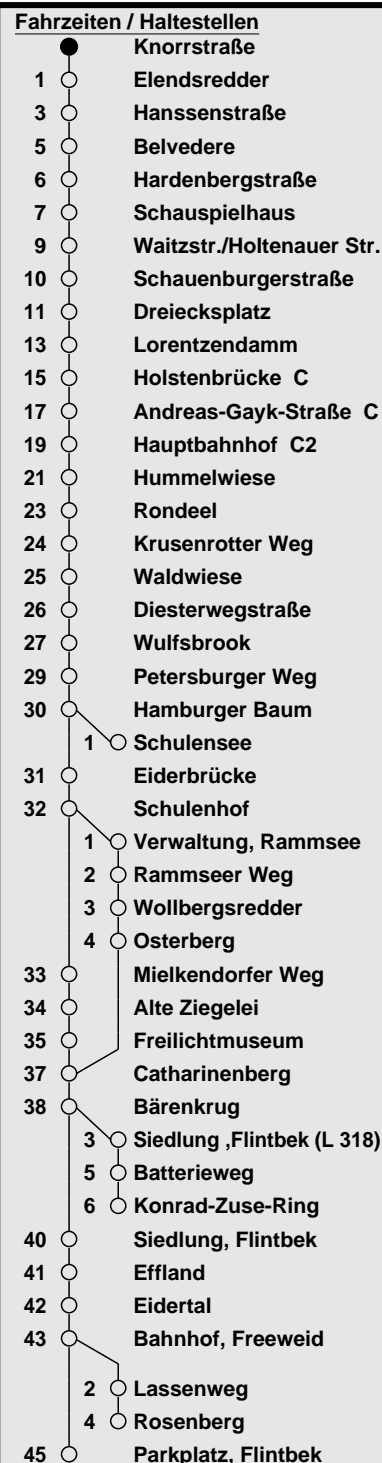 Fahrzeiten / Haltestellen
Knorrstraße
1 Elendsredder
3 Hanssenstraße
5 Belvedere
6 Hardenbergstraße
7 Schauspielhaus
9 Waitzstr./Holtenauer Str.
10 Schauenburgerstraße
11 Dreiecksplatz
13 Lorentzendamm
15 Holstenbrücke C
17 Andreas-Gayk-Straße C
19 Hauptbahnhof C2
21 Hummelwiese
23 Rondeel
24 Krusenrotter Weg
25 Waldwiese
26 Diesterwegstraße
27 Wulfsbrook
29 Petersburger Weg
30 Hamburger Baum
1 Schulensee
31 Eiderbrücke
32 Schulenhof
1 Verwaltung, Rammsee
2 Rammseer Weg
3 Wollbergsredder
4 Osterberg
33 Mielkendorfer Weg
34 Alte Ziegelei
35 Freilichtmuseum
37 Catharinenberg
38 Bärenkrug
3 Siedlung ,Flintbek (L 318)
5 Batterieweg
6 Konrad-Zuse-Ring
40 Siedlung, Flintbek
41 Effland
42 Eidertal
43 Bahnhof, Freeweid
2 Lassenweg
4 Rosenberg
45 Parkplatz, Flintbek